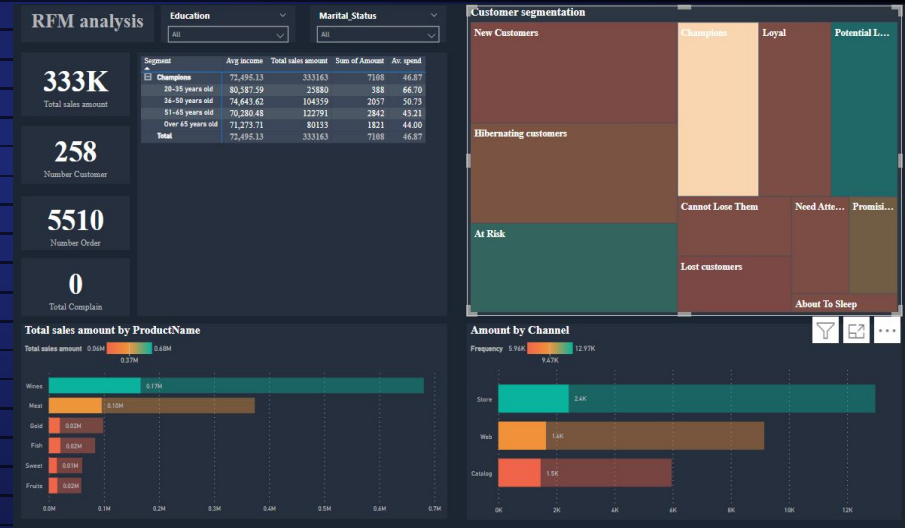 RFM analysis
Education
All
Marital_Status
All
333K
Total sales amount
258
Number Customer
5510
Number Order
0
Total Complain
Segment Avg income Total sales amount Sum of Amount Av. spend
Champions 72,495.13 333163 7108 46.87
20-35 years old 80,587.59 25880 388 66.70
36-50 years old 74,643.62 104359 2057 50.73
51-65 years old 70,280.48 122791 2842 43.21
Over 65 years old 71,273.71 80133 1821 44.00
Total 72,495.13 333163 7108 46.87
Customer segmentation
New Customers
Champions
Loyal
Potential L...
Hibernating customers
At Risk
Cannot Lose Them
Need Atte...
Promisi...
Lost customers
About To Sleep
Total sales amount by ProductName
Total sales amount 0.06M 0.68M
0.37M
Wines 0.17M
Meat 0.10M
Gold 0.02M
Fish 0.02M
Sweet 0.01M
Fruits 0.02M
0.0M 0.1M 0.2M 0.3M 0.4M 0.5M 0.6M 0.7M
Amount by Channel
Frequency 5.96K 12.97K
9.47K
Store 2.4K
Web 1.6K
Catalog 1.5K
0K 2K 4K 6K 8K 10K 12K